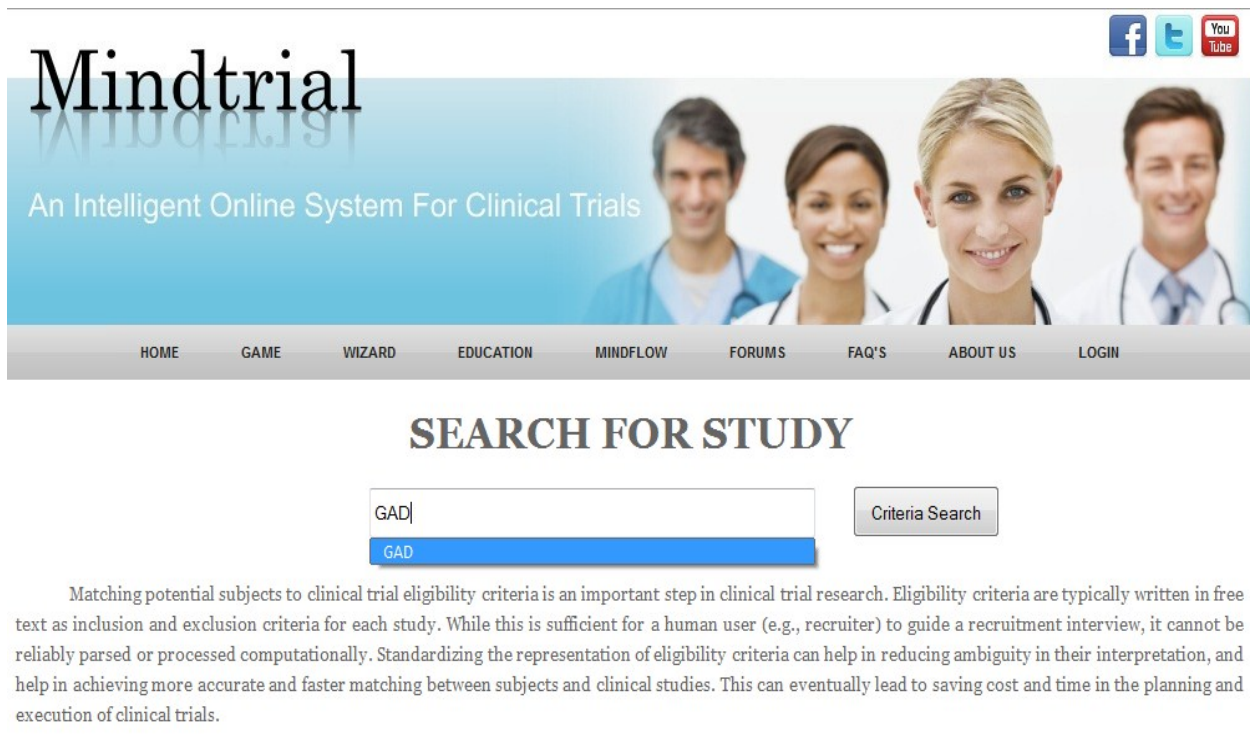 You
Tube
Mindtrial
An Intelligent Online System For Clinical Trials
HOME GAME WIZARD EDUCATION MINDFLOW FORUMS FAQ'S ABOUT US LOGIN
SEARCH FOR STUDY
GAD Criteria Search
GAD
Matching potential subjects to clinical trial eligibility criteria is an important step in clinical trial research. Eligibility criteria are typically written in free
text as inclusion and exclusion criteria for each study. While this is sufficient for a human user (e.g., recruiter) to guide a recruitment interview, it cannot be
reliably parsed or processed computationally. Standardizing the representation of eligibility criteria can help in reducing ambiguity in their interpretation, and
help in achieving more accurate and faster matching between subjects and clinical studies. This can eventually lead to saving cost and time in the planning and
execution of clinical trials.